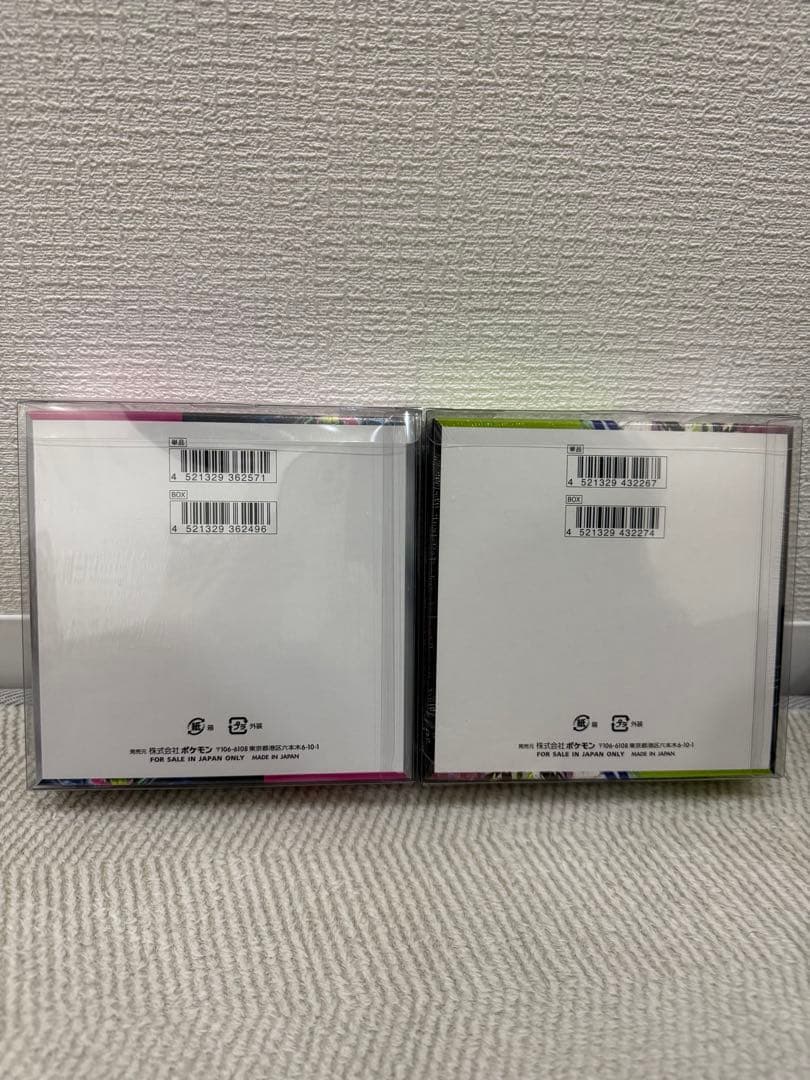 単品
4 521329 362571
BOX
4 521329 362496
紙 箱
プラ 外装
発売元 株式会社 ポケモン 〒106-6108 東京都港区六本木6-10-1
FOR SALE IN JAPAN ONLY MADE IN JAPAN
単品
4 521329 432267
BOX
4 521329 432274
紙 箱
プラ 外装
発売元 株式会社 ポケモン 〒106-6108 東京都港区六本木6-10-1
FOR SALE IN JAPAN ONLY MADE IN JAPAN